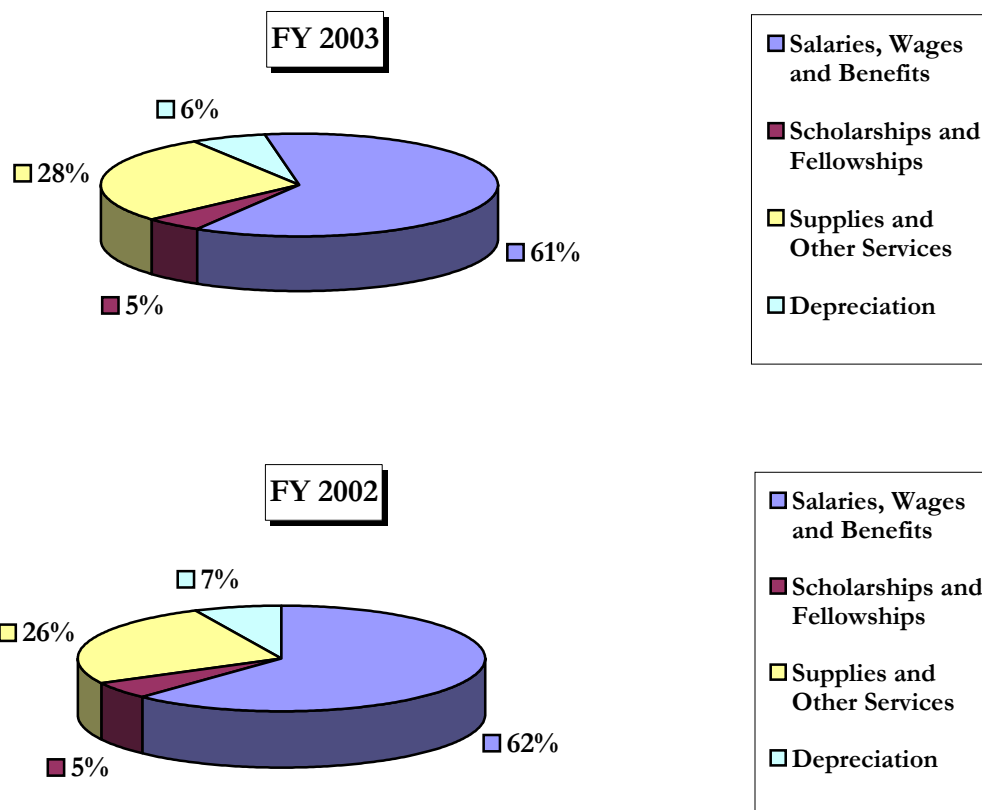 FY 2003
6%
28%
61%
5%
Salaries, Wages
and Benefits
Scholarships and
Fellowships
Supplies and
Other Services
Depreciation
FY 2002
7%
26%
62%
5%
Salaries, Wages
and Benefits
Scholarships and
Fellowships
Supplies and
Other Services
Depreciation